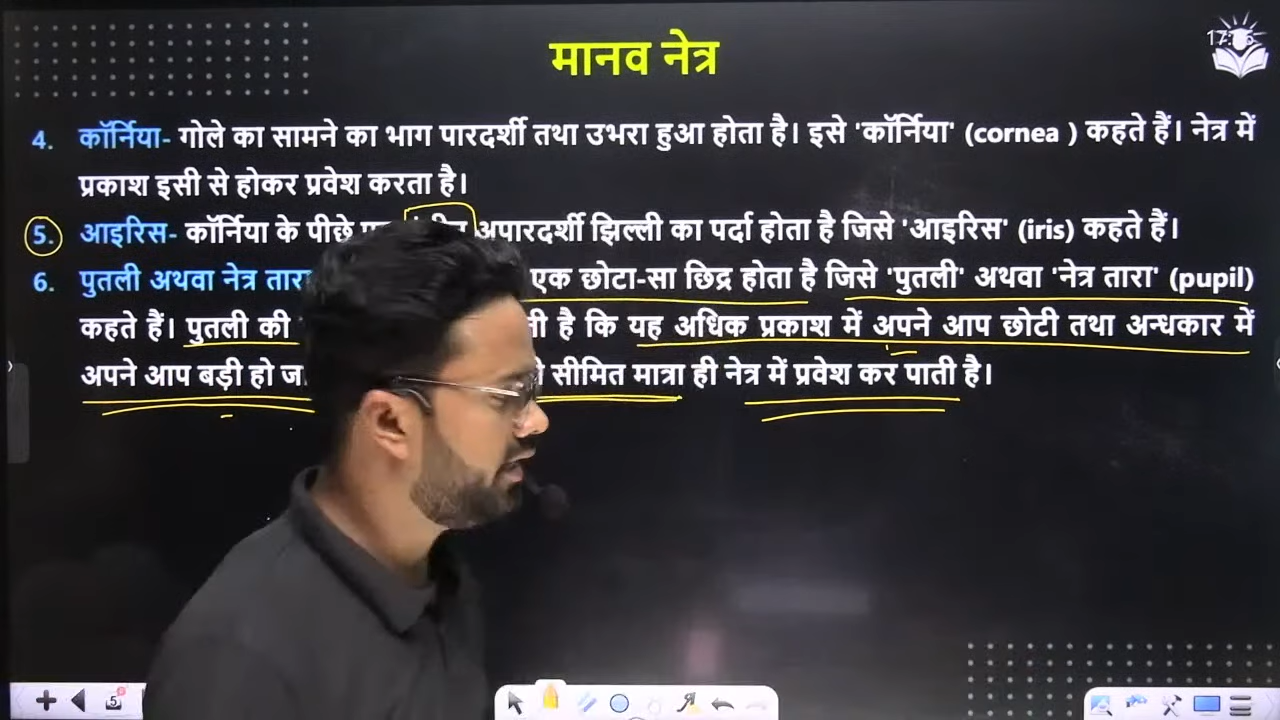 मानव नेत्र
4. कॉर्निया- गोले का सामने का भाग पारदर्शी तथा उभरा हुआ होता है। इसे 'कॉर्निया' (cornea ) कहते हैं। नेत्र में
प्रकाश इसी से होकर प्रवेश करता है।
5. आइरिस- कॉर्निया के पीछे अपारदर्शी झिल्ली का पर्दा होता है जिसे 'आइरिस' (iris) कहते हैं।
6. पुतली अथवा नेत्र एक छोटा-सा छिद्र होता है जिसे 'पुतली' अथवा 'नेत्र तारा' (pupil)
कहते हैं। पुतली की है कि यह अधिक प्रकाश में अपने आप छोटी तथा अन्धकार में
अपने आप बड़ी हो सीमित मात्रा ही नेत्र में प्रवेश कर पाती है।